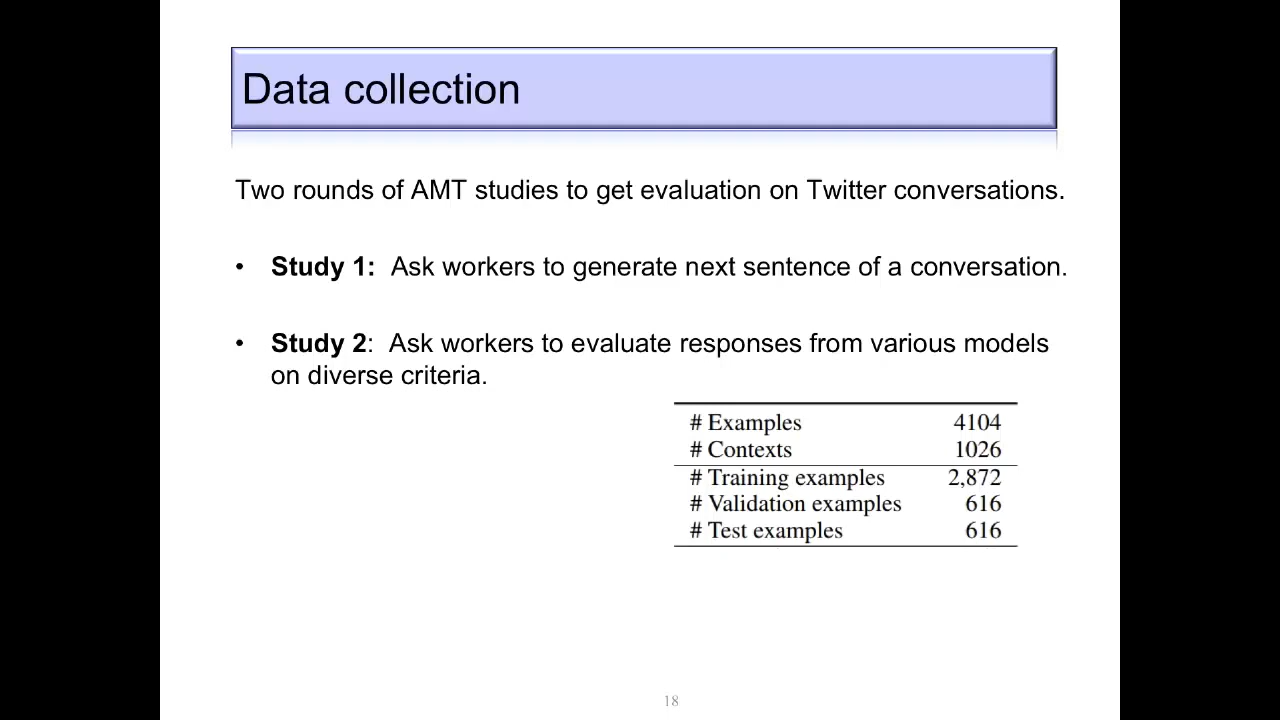 Data collection
Two rounds of AMT studies to get evaluation on Twitter conversations.
• Study 1: Ask workers to generate next sentence of a conversation.
• Study 2: Ask workers to evaluate responses from various models
on diverse criteria.
# Examples 4104
# Contexts 1026
# Training examples 2,872
# Validation examples 616
# Test examples 616
18